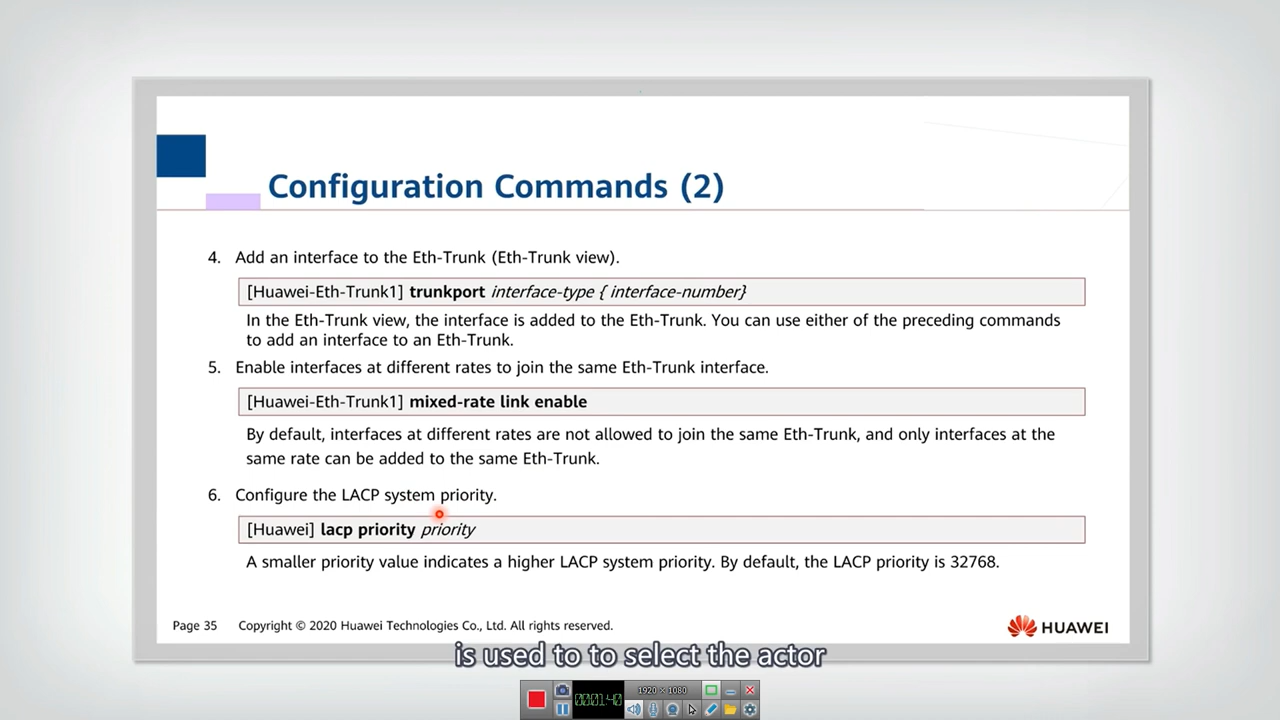 Configuration Commands (2)
4. Add an interface to the Eth-Trunk (Eth-Trunk view).
[Huawei-Eth-Trunk1] trunkport interface-type { interface-number}
In the Eth-Trunk view, the interface is added to the Eth-Trunk. You can use either of the preceding commands
to add an interface to an Eth-Trunk.
5. Enable interfaces at different rates to join the same Eth-Trunk interface.
[Huawei-Eth-Trunk1] mixed-rate link enable
By default, interfaces at different rates are not allowed to join the same Eth-Trunk, and only interfaces at the
same rate can be added to the same Eth-Trunk.
6. Configure the LACP system priority.
[Huawei] lacp priority priority
A smaller priority value indicates a higher LACP system priority. By default, the LACP priority is 32768.
Page 35 Copyright © 2020 Huawei Technologies Co., Ltd. All rights reserved.
HUAWEI
is used to to select the actor
1920 × 1080
00:01:40